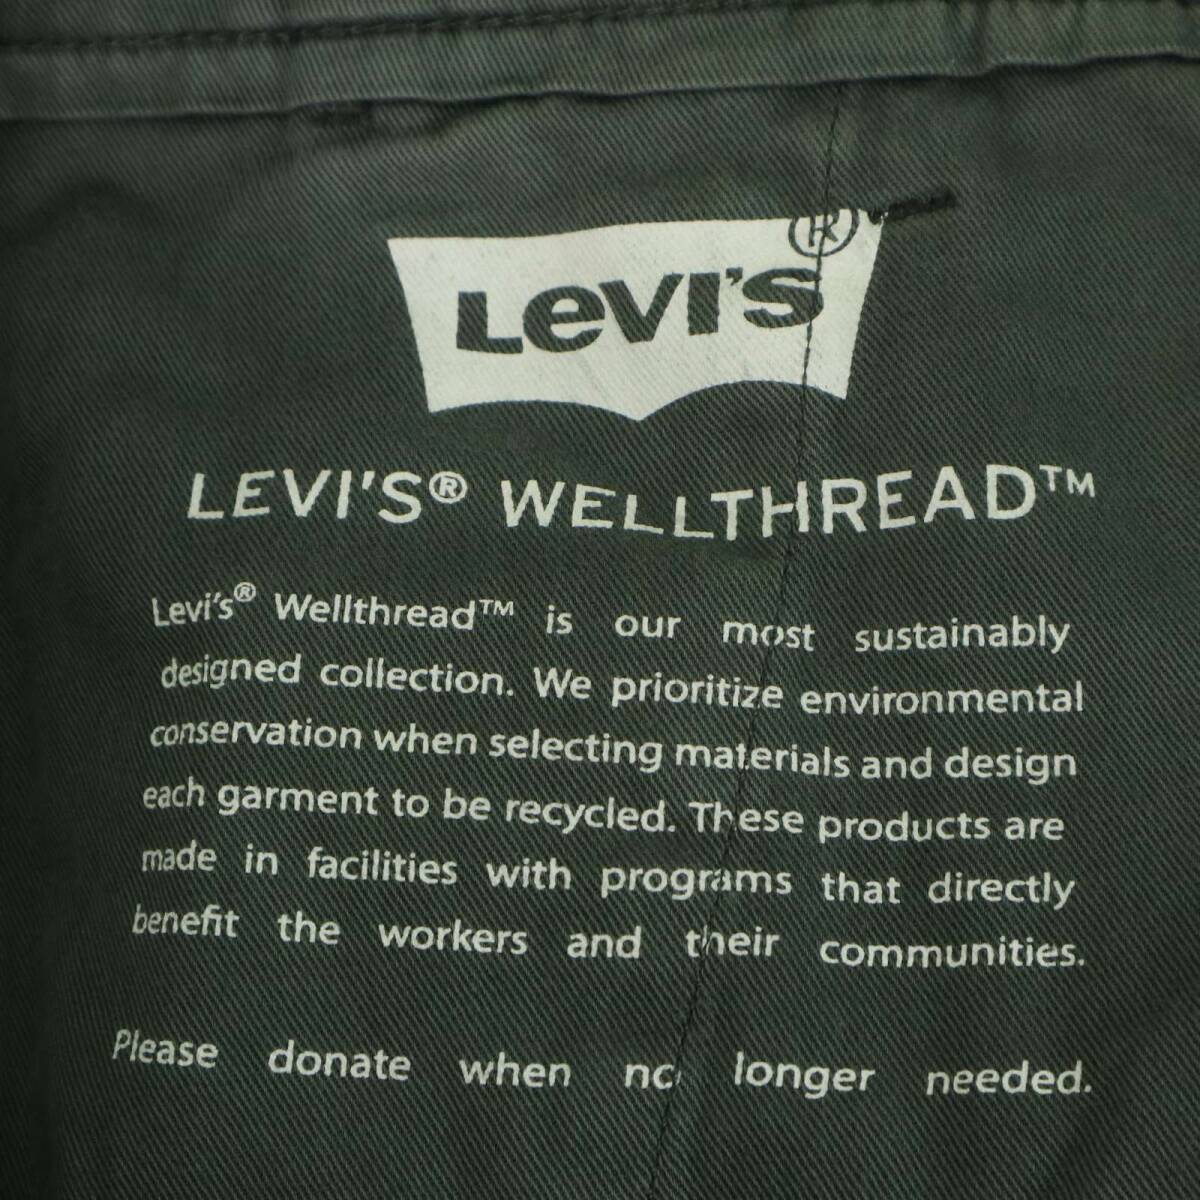 LEVI'S®
LEVI'S® WELLTHREAD™
Levi's® Wellthread™ is our most sustainably
designed collection. We prioritize environmental
conservation when selecting materials and design
each garment to be recycled. These products are
made in facilities with programs that directly
benefit the workers and their communities.
Please donate when no longer needed.